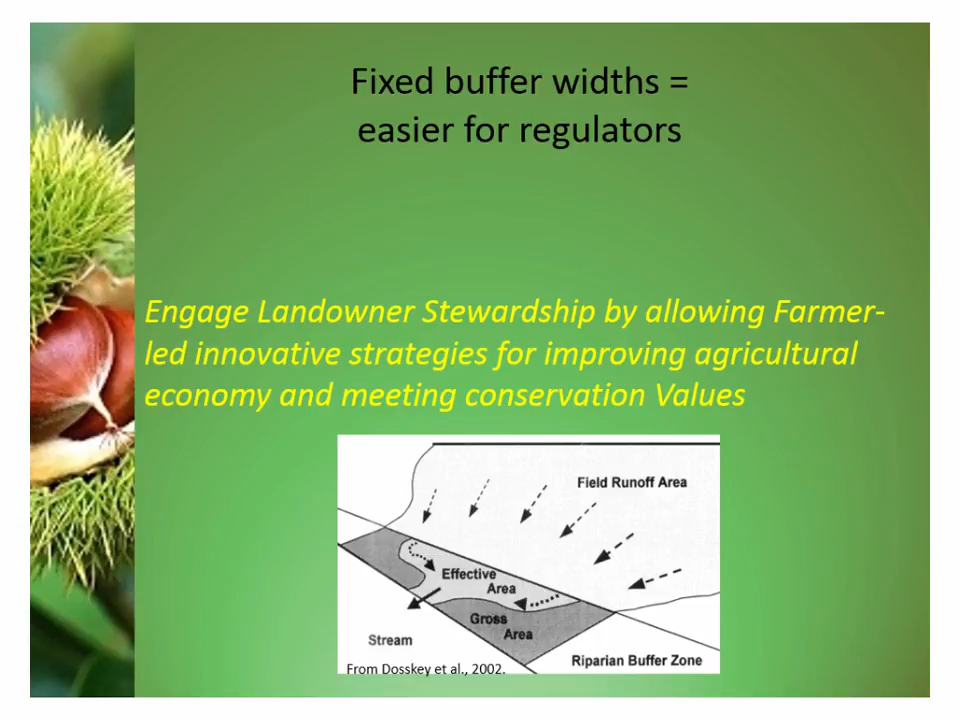 Fixed buffer widths =
easier for regulators
Engage Landowner Stewardship by allowing Farmer-
led innovative strategies for improving agricultural
economy and meeting conservation Values
Field Runoff Area
Effective
Area
Gross
Area
Stream
Riparian Buffer Zone
From Dosskey et al., 2002.